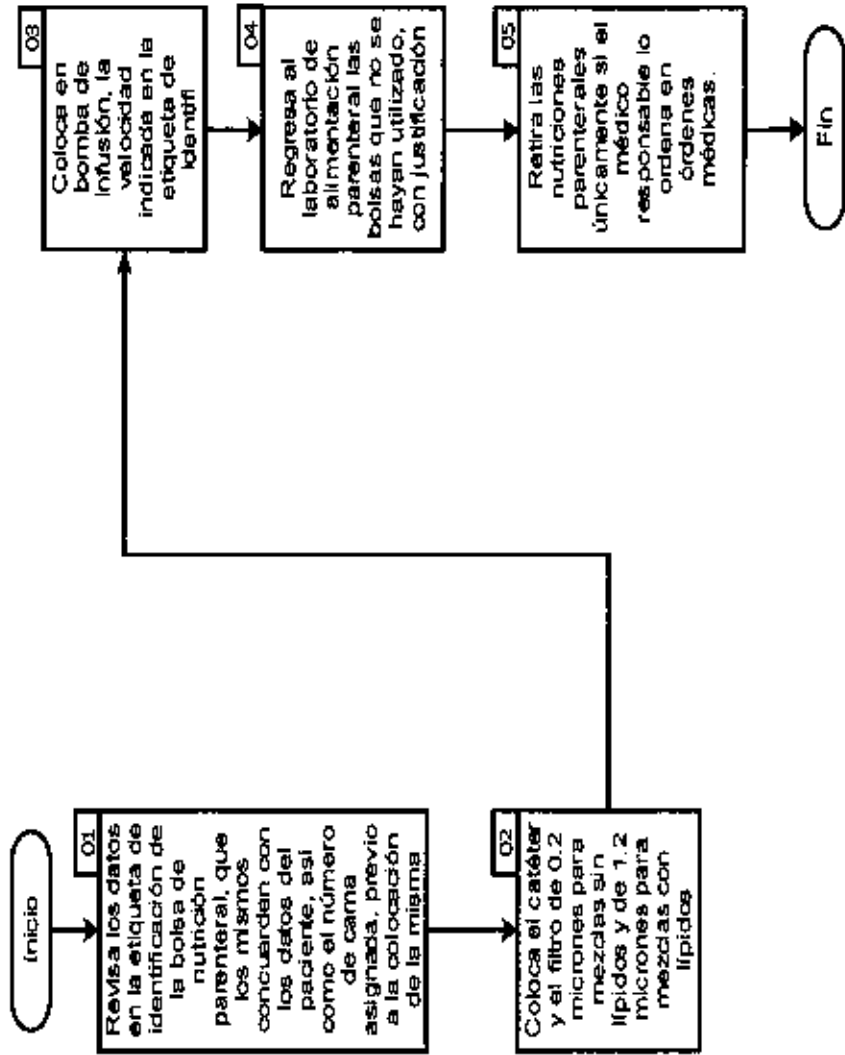 Inicio
01
Revisa los datos
en la etiqueta de
identificación de
la bolsa de
nutrición
parenteral, que
los mismos
concuerden con
los datos del
paciente, así
como el número
de cama
asignada, previo
a la colocación
de la misma
02
Coloca el catéter
y el filtro de 0.2
micrones para
mezclas sin
lípidos y de 1.2
micrones para
mezclas con
lípidos
03
Coloca en
bomba de
Infusión, la
velocidad
indicada en la
etiqueta de
identifi
04
Regresa al
laboratorio de
alimentación
parenteral las
bolsas que no se
hayan utilizado,
con justificación
05
Retira las
nutriciones
parenterales
únicamente si el
médico
responsable lo
ordena en
órdenes
médicas.
Fin